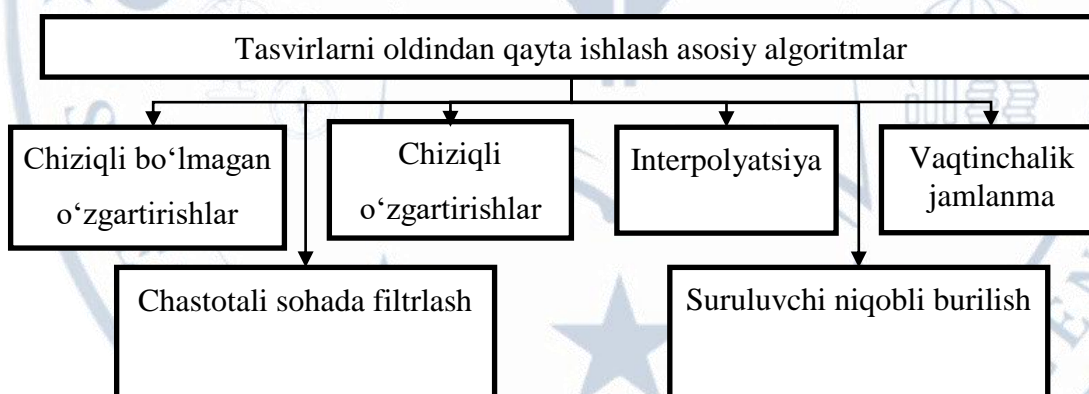 Tasvirlarni oldindan qayta ishlash asosiy algoritmlar
Chiziqli bo‘lmagan
o‘zgartirishlar
Chiziqli
o‘zgartirishlar
Interpolyatsiya
Vaqtinchalik
jamlanma
Chastotali sohada filtrlash
Suruluvchi niqobli burilish